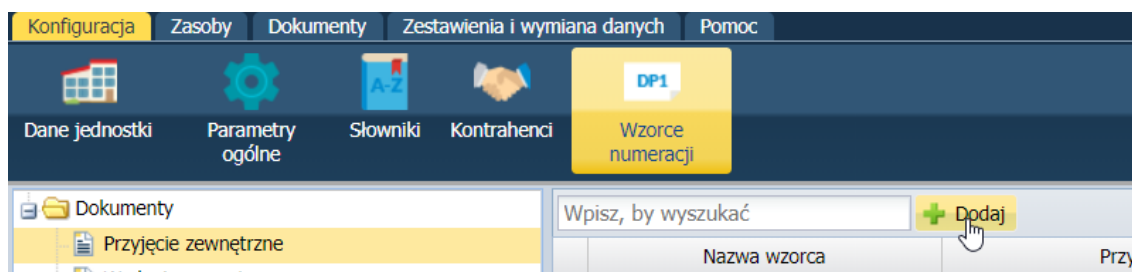 Konfiguracja Zasoby Dokumenty Zestawienia i wymiana danych Pomoc
A-Z DP1
Dane jednostki Parametry ogólne Słowniki Kontrahenci Wzorce numeracji
Dokumenty
Wpisz, by wyszukać Dodaj
Przyjęcie zewnętrzne
Nazwa wzorca